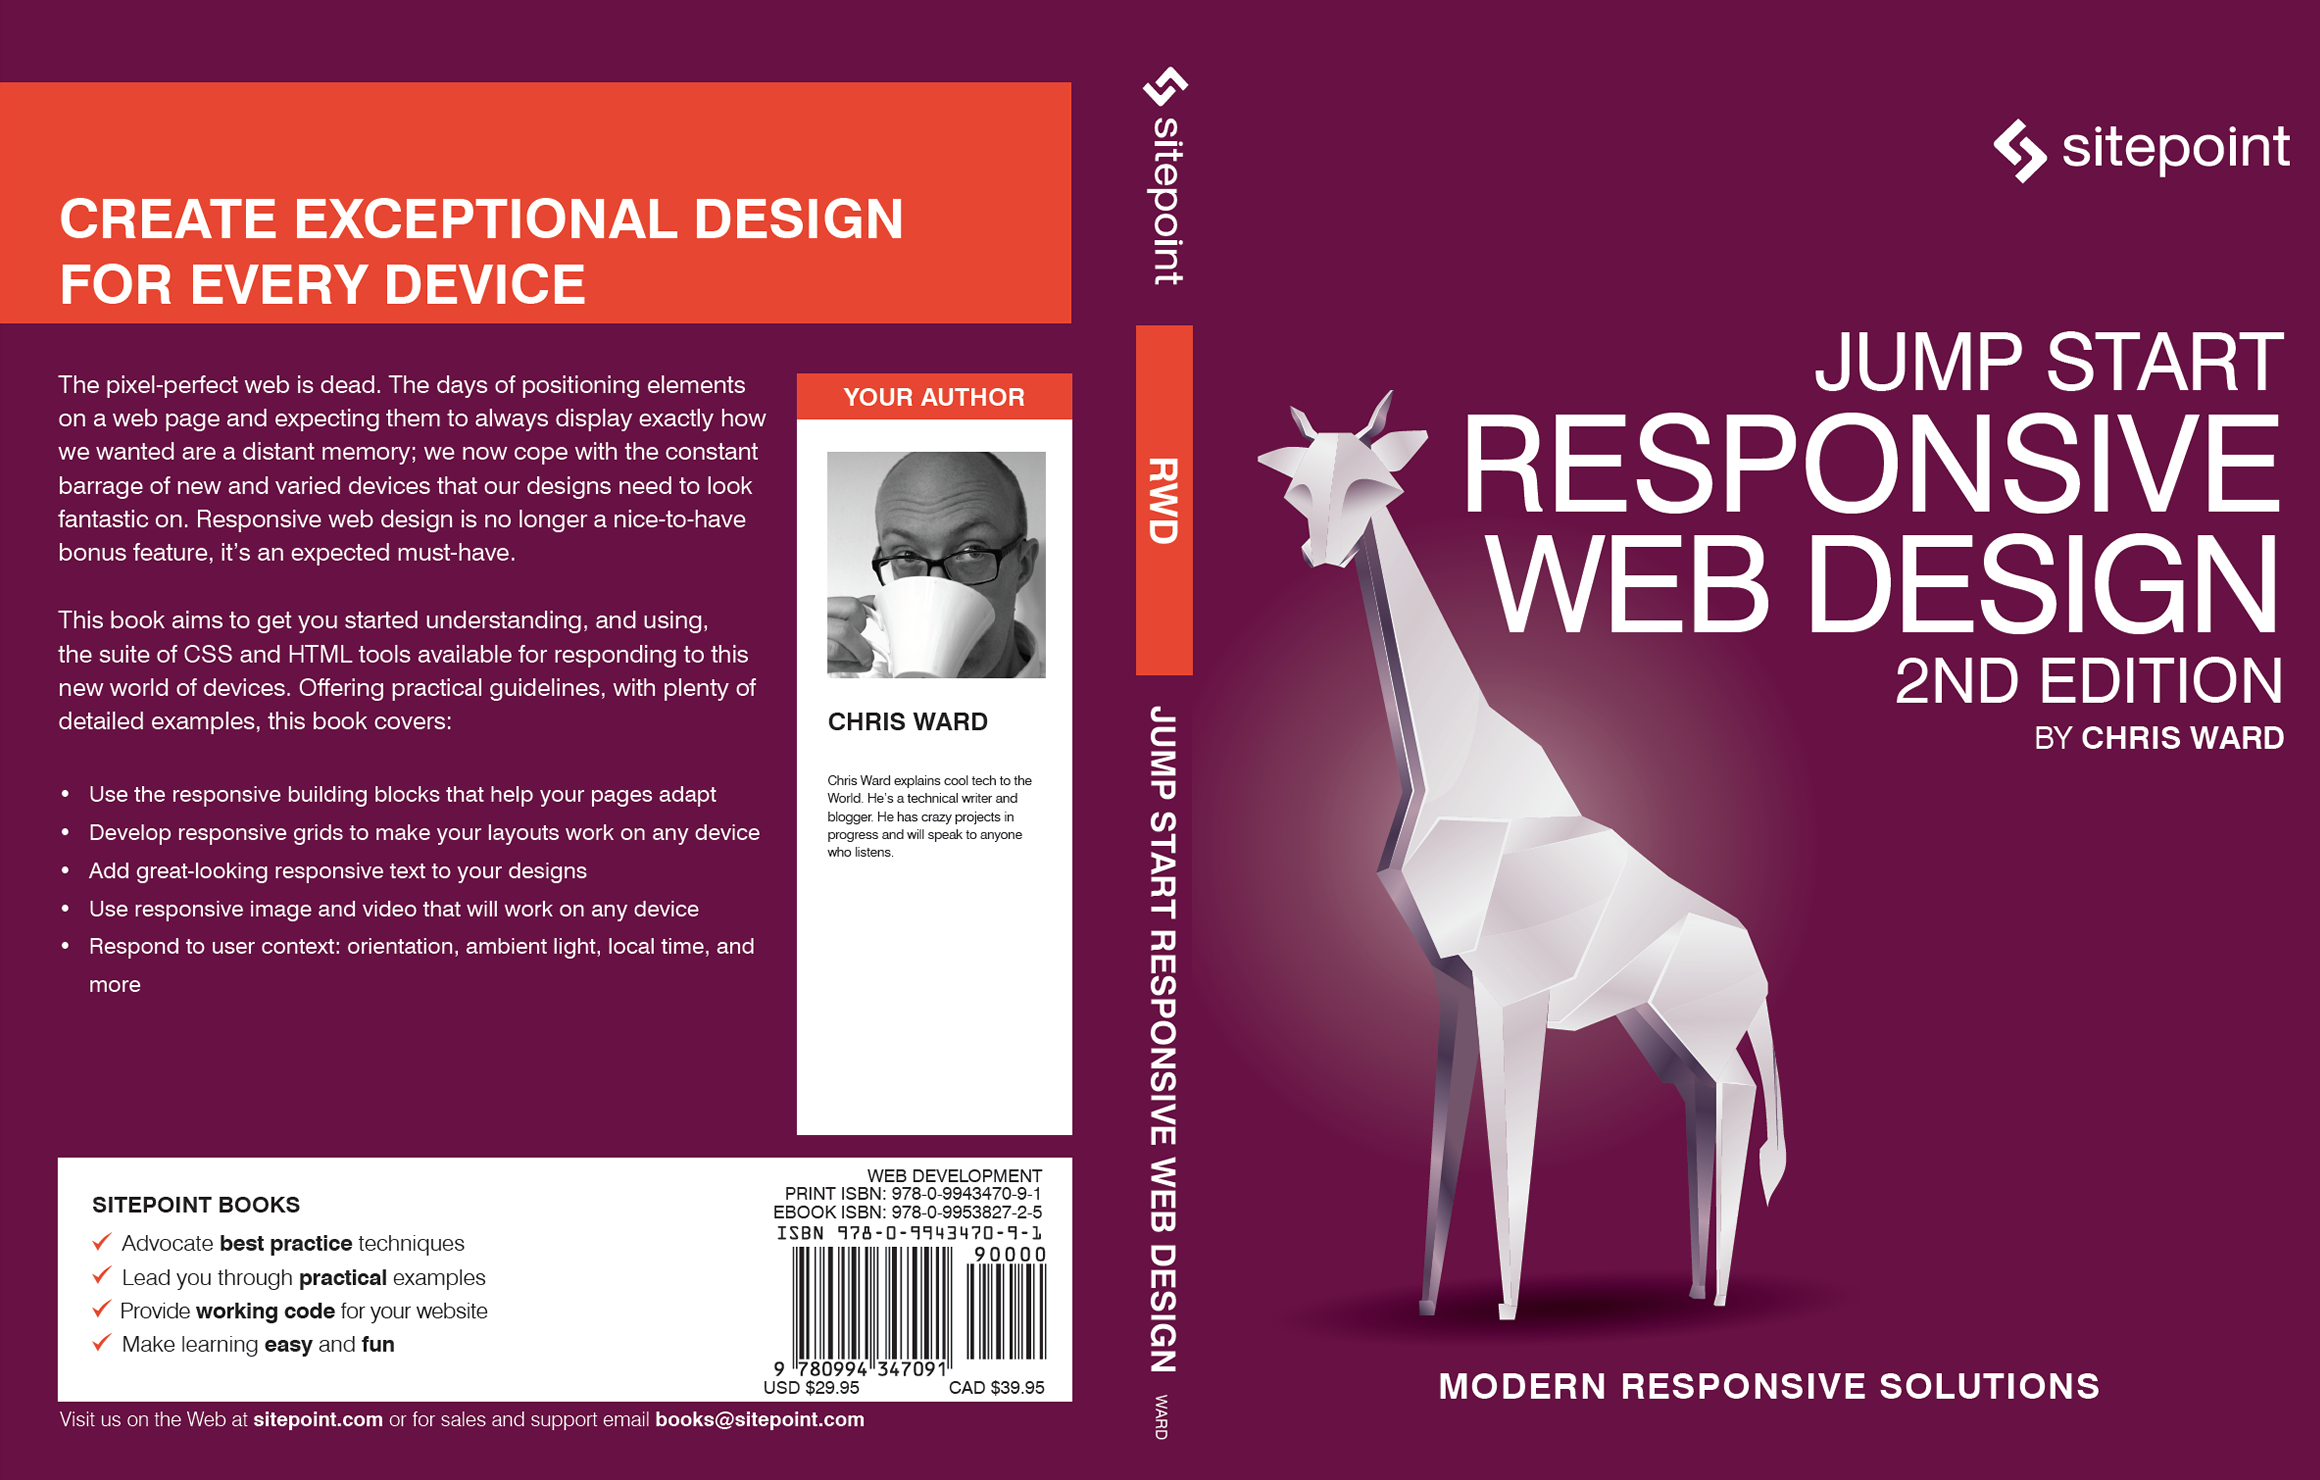 CREATE EXCEPTIONAL DESIGN
FOR EVERY DEVICE
The pixel-perfect web is dead. The days of positioning elements
on a web page and expecting them to always display exactly how
we wanted are a distant memory; we now cope with the constant
barrage of new and varied devices that our designs need to look
fantastic on. Responsive web design is no longer a nice-to-have
bonus feature, it’s an expected must-have.
This book aims to get you started understanding, and using,
the suite of CSS and HTML tools available for responding to this
new world of devices. Offering practical guidelines, with plenty of
detailed examples, this book covers:
• Use the responsive building blocks that help your pages adapt
• Develop responsive grids to make your layouts work on any device
• Add great-looking responsive text to your designs
• Use responsive image and video that will work on any device
• Respond to user context: orientation, ambient light, local time, and
more
YOUR AUTHOR
CHRIS WARD
Chris Ward explains cool tech to the
World. He’s a technical writer and
blogger. He has crazy projects in
progress and will speak to anyone
who listens.
SITEPOINT BOOKS
Advocate best practice techniques
Lead you through practical examples
Provide working code for your website
Make learning easy and fun
WEB DEVELOPMENT
PRINT ISBN: 978-0-9943470-9-1
EBOOK ISBN: 978-0-9953827-2-5
ISBN 978-0-9943470-9-1
90000
9 780994 347091
USD $29.95 CAD $39.95
Visit us on the Web at sitepoint.com or for sales and support email books@sitepoint.com
sitepoint
RWD
JUMP START RESPONSIVE WEB DESIGN
WARD
sitepoint
JUMP START
RESPONSIVE
WEB DESIGN
2ND EDITION
BY CHRIS WARD
MODERN RESPONSIVE SOLUTIONS